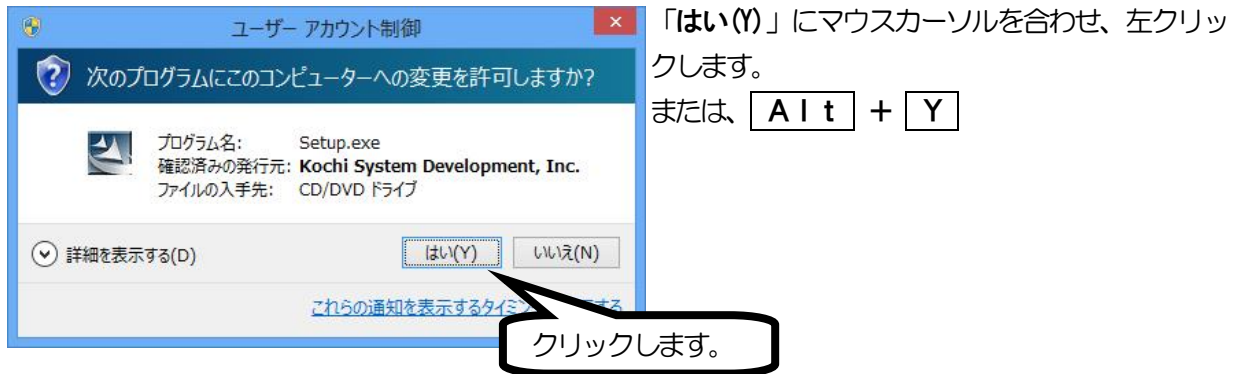 ユーザー アカウント制御
次のプログラムにこのコンピューターへの変更を許可しますか?
プログラム名: Setup.exe
確認済みの発行元: Kochi System Development, Inc.
ファイルの入手先: CD/DVD ドライブ
詳細を表示する(D)
はい(Y)
いいえ(N)
これらの通知を表示するタイミ
する
クリックします。
「はい(Y)」にマウスカーソルを合わせ、左クリッ
クします。
または、 Alt + Y